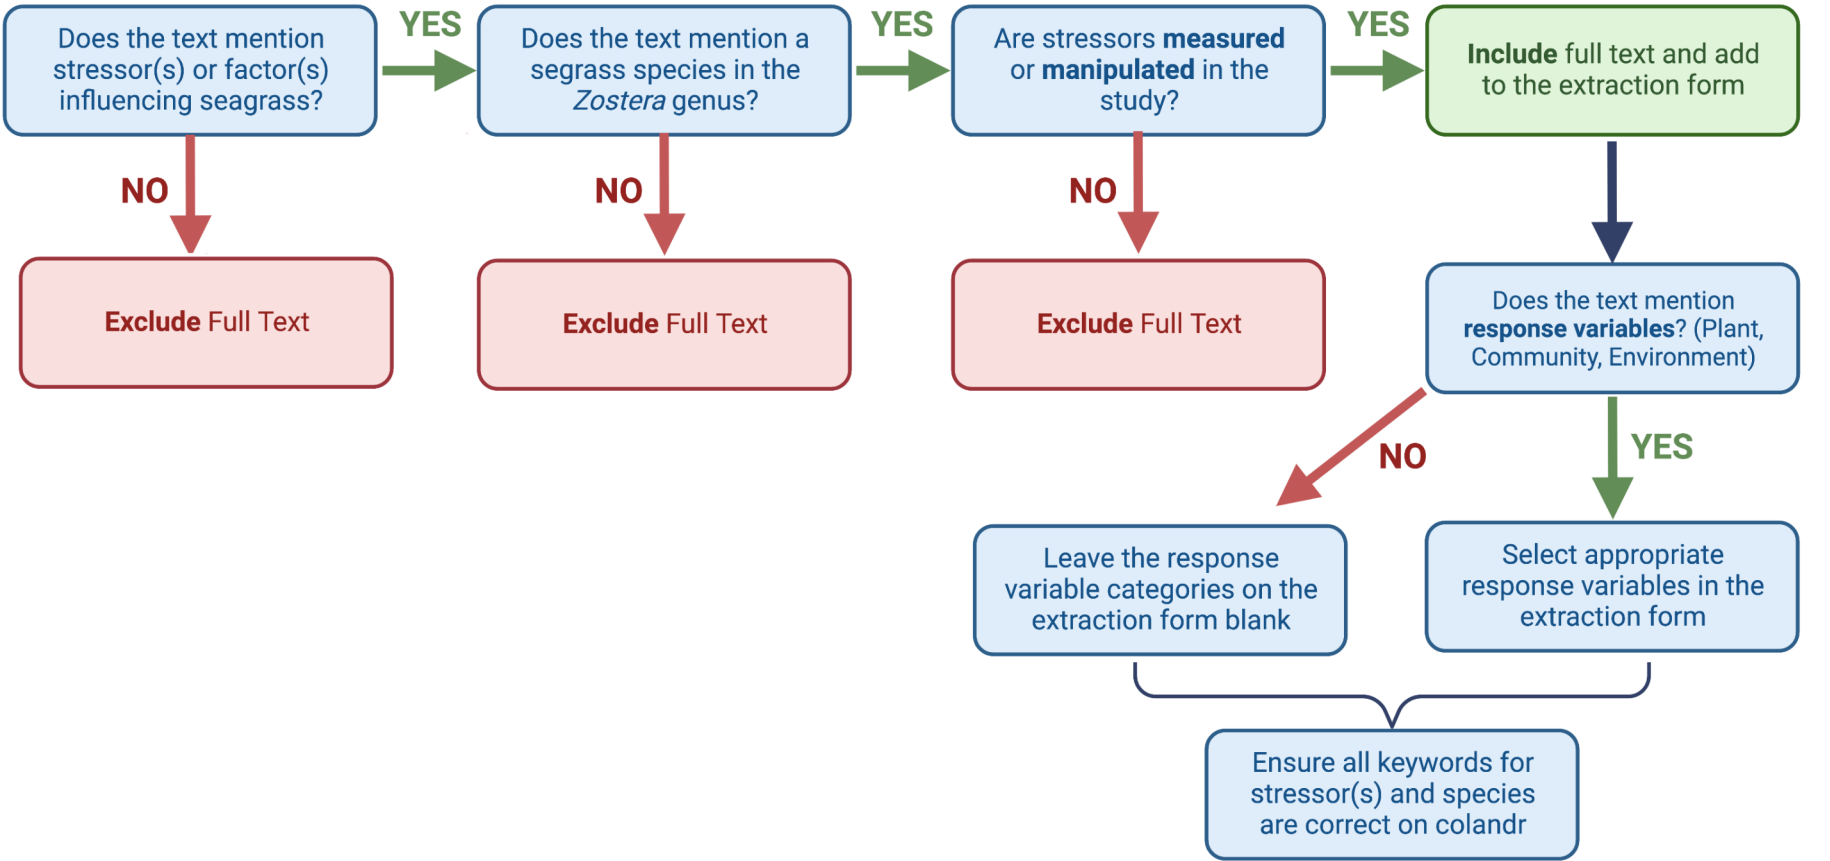 Does the text mention
stressor(s) or factor(s)
influencing seagrass?
YES
Does the text mention a
segrass species in the
Zostera genus?
YES
Are stressors measured
or manipulated in the
study?
YES
Include full text and add
to the extraction form
NO
NO
NO
Exclude Full Text
Exclude Full Text
Exclude Full Text
Does the text mention
response variables? (Plant,
Community, Environment)
NO
YES
Leave the response
variable categories on the
extraction form blank
Select appropriate
response variables in the
extraction form
Ensure all keywords for
stressor(s) and species
are correct on colandr